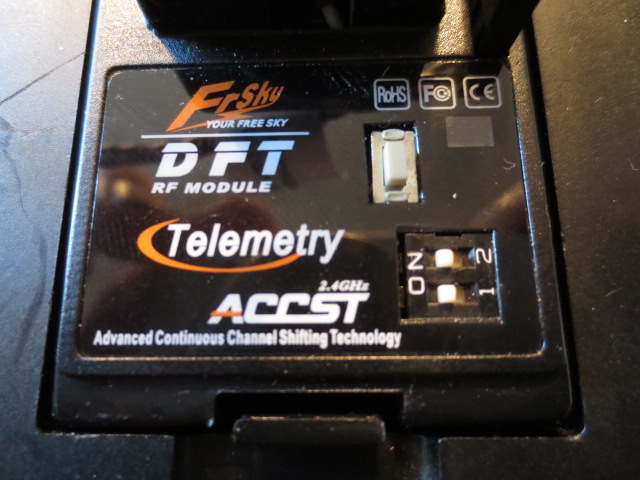 FrSky
YOUR FREE SKY
DFT
RF MODULE
RoHS FC CE
Telemetry
2.4GHz
ACCST
Advanced Continuous Channel Shifting Technology
ON
1 2